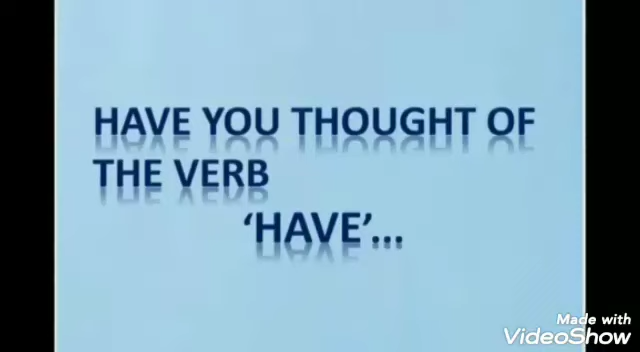 HAVE YOU THOUGHT OF
THE VERB
‘HAVE’...
Made with
VideoShow